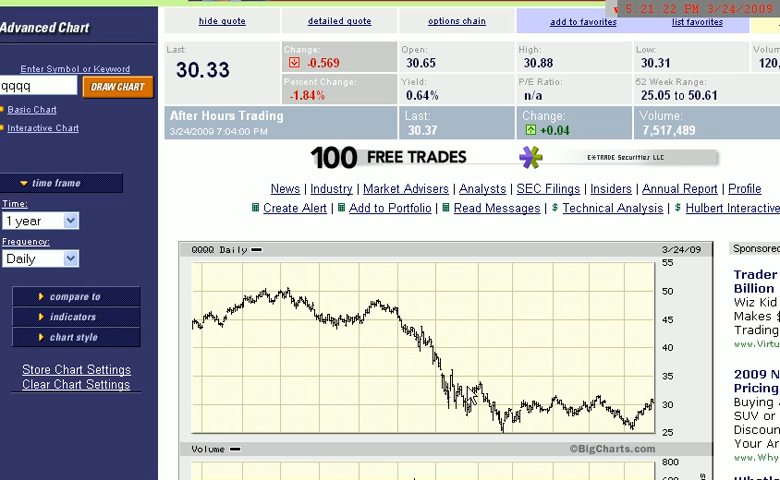 5:21:22 PM 3/24/2009
Advanced Chart
hide quote
detailed quote
options chain
add to favorites
list favorites
Enter Symbol or Keyword
qqqq
DRAW CHART
Basic Chart
Interactive Chart
Last:
30.33
Change:
-0.569
Open:
30.65
High:
30.88
Low:
30.31
Volum
120,
Percent Change:
-1.84%
Yield:
0.64%
P/E Ratio:
n/a
52 Week Range:
25.05 to 50.61
After Hours Trading
3/24/2009 7:04:00 PM
Last:
30.37
Change:
+0.04
Volume:
7,517,489
100 FREE TRADES
E*TRADE Securities LLC
News | Industry | Market Advisers | Analysts | SEC Filings | Insiders | Annual Report | Profile
Create Alert | Add to Portfolio | Read Messages | $ Technical Analysis | $ Hulbert Interactive
time frame
Time:
1 year
Frequency:
Daily
compare to
indicators
chart style
Store Chart Settings
Clear Chart Settings
QQQQ Daily
3/24/09
55
50
45
40
35
30
25
Volume
©BigCharts.com
800
600
Sponsored
Trader
Billion
Wiz Kid
Makes $
Trading
www.Virtu
2009 N
Pricing
Buying
SUV or
Discoun
Your Ar
www.Why